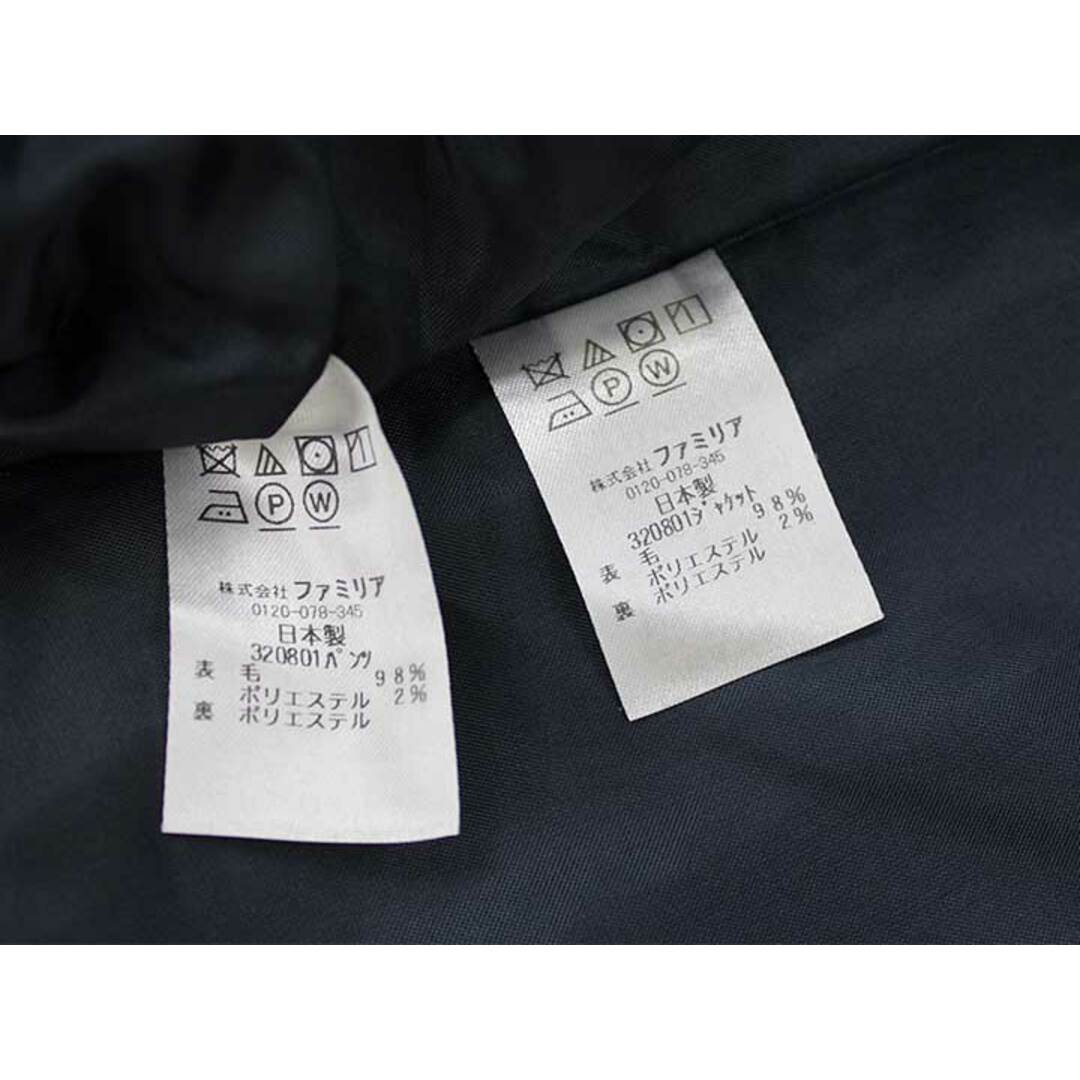 P W
株式会社 ファミリア
0120-078-345
日本製
320801パンツ
表 毛 98%
ポリエステル 2%
裏 ポリエステル
P W
株式会社 ファミリア
0120-078-345
日本製
320801ジャケット
表 毛 98%
ポリエステル 2%
裏 ポリエステル